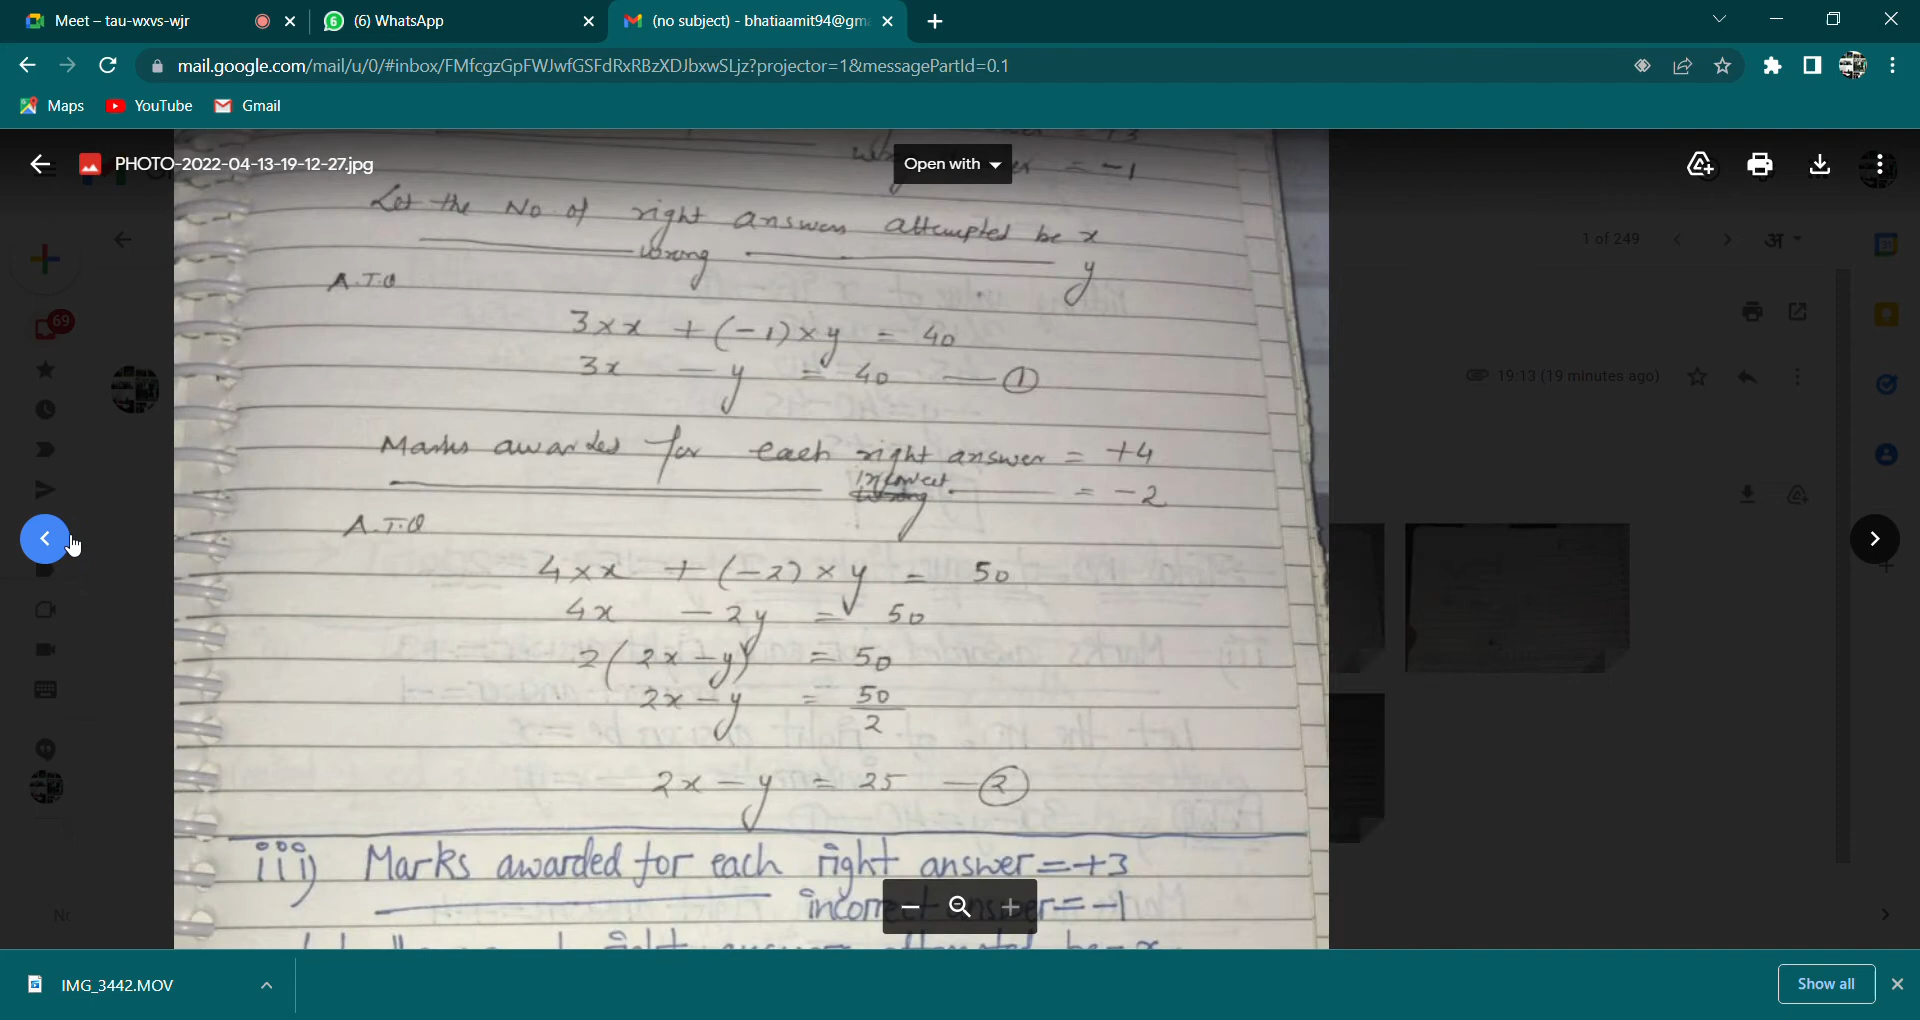 Meet – tau-wxvs-wjr
(6) WhatsApp
(no subject) - bhatiaamit94@gm
mail.google.com/mail/u/0/#inbox/FMfcgzGpFWJwfGSFdRxRBzXDJbxwSLjz?projector=1&messagePartId=0.1
Maps YouTube Gmail
PHOTO-2022-04-13-19-12-27.jpg
Open with
= -1
Let the No of right answers attempted be x
wrong y
A.T.Q
3×x + (-1)×y = 40
3x - y = 40 — ①
Marks awarded for each right answer = +4
incorrect = -2
A.T.Q
4×x + (-2)×y = 50
4x - 2y = 50
2(2x-y) = 50
2x-y = 50
2
2x - y = 25 — ②
iii) Marks awarded for each right answer = +3
incorrect answer = -1
1 of 249
अ
69
19:13 (19 minutes ago)
IMG_3442.MOV
Show all